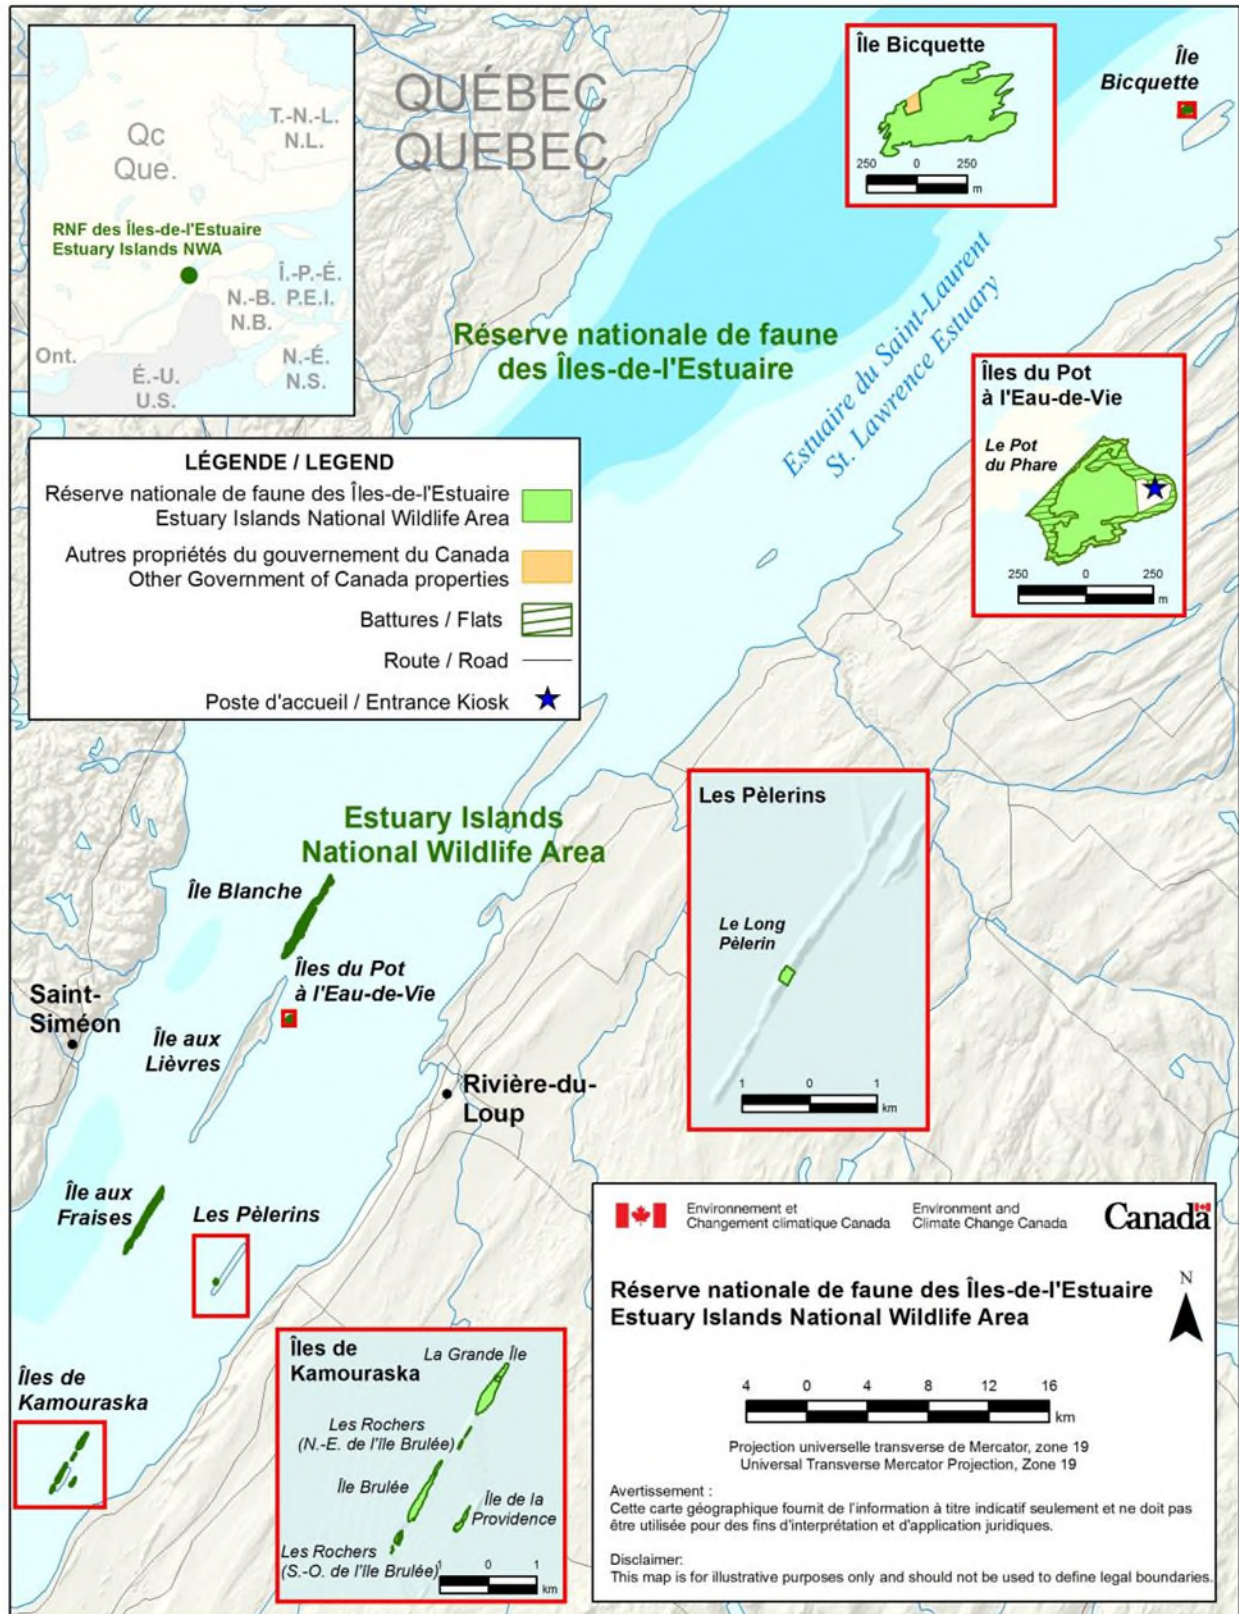 QUÉBEC
QUEBEC
Qc
Que.
T.-N.-L.
N.L.
RNF des Îles-de-l'Estuaire
Estuary Islands NWA
Î.-P.-É.
P.E.I.
N.-B.
N.B.
Ont.
É.-U.
U.S.
N.-É.
N.S.
Île Bicquette
250 0 250
m
Île
Bicquette
Réserve nationale de faune
des Îles-de-l'Estuaire
Estuaire du Saint-Laurent
St. Lawrence Estuary
Îles du Pot
à l'Eau-de-Vie
Le Pot
du Phare
250 0 250
m
LÉGENDE / LEGEND
Réserve nationale de faune des Îles-de-l'Estuaire
Estuary Islands National Wildlife Area
Autres propriétés du gouvernement du Canada
Other Government of Canada properties
Battures / Flats
Route / Road
Poste d'accueil / Entrance Kiosk
Estuary Islands
National Wildlife Area
Île Blanche
Îles du Pot
à l'Eau-de-Vie
Saint-
Siméon
Île aux
Lièvres
Rivière-du-
Loup
Les Pèlerins
Le Long
Pèlerin
1 0 1
km
Île aux
Fraises
Les Pèlerins
Îles de
Kamouraska
Îles de
Kamouraska
La Grande Île
Les Rochers
(N.-E. de l'île Brulée)
Île Brulée
Île de la
Providence
Les Rochers
(S.-O. de l'île Brulée)
1 0 1
km
Environnement et
Changement climatique Canada
Environment and
Climate Change Canada
Canada
Réserve nationale de faune des Îles-de-l'Estuaire
Estuary Islands National Wildlife Area
N
4 0 4 8 12 16
km
Projection universelle transverse de Mercator, zone 19
Universal Transverse Mercator Projection, Zone 19
Avertissement :
Cette carte géographique fournit de l'information à titre indicatif seulement et ne doit pas
être utilisée pour des fins d'interprétation et d'application juridiques.
Disclaimer:
This map is for illustrative purposes only and should not be used to define legal boundaries.